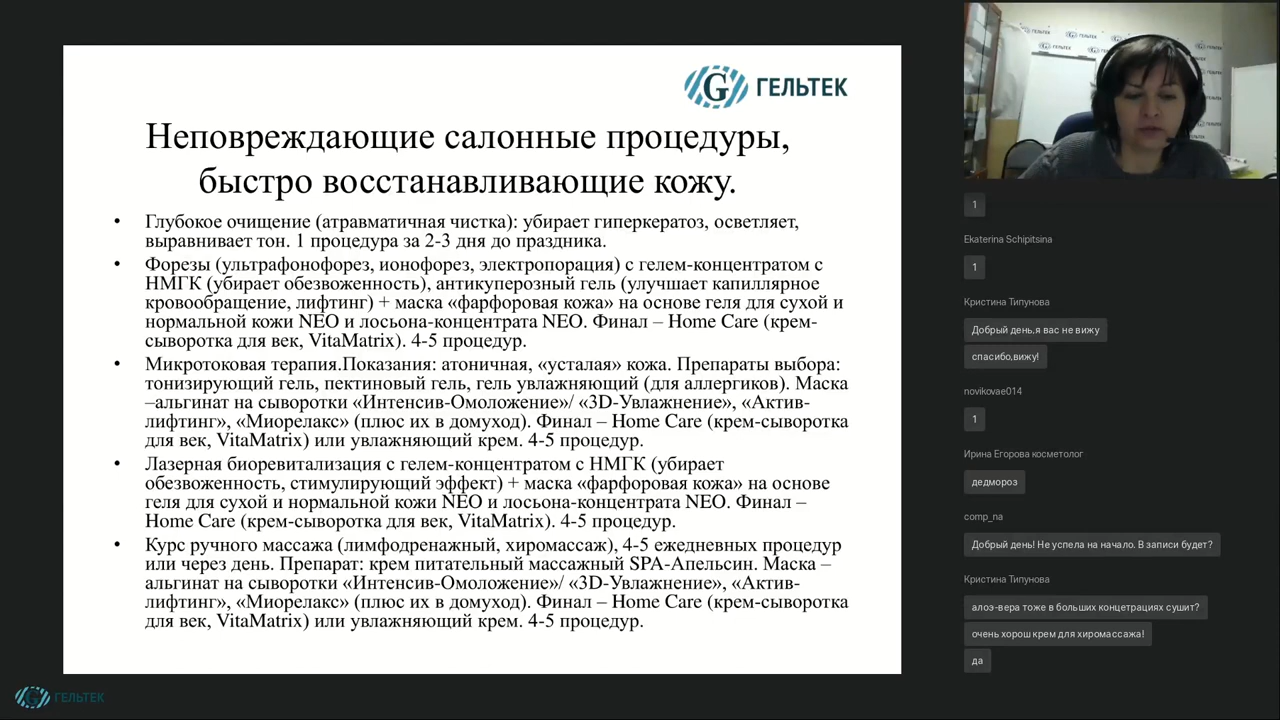 ГЕЛЬТЕК
Неповреждающие салонные процедуры,
быстро восстанавливающие кожу.
• Глубокое очищение (атравматичная чистка): убирает гиперкератоз, осветляет,
выравнивает тон. 1 процедура за 2-3 дня до праздника.
• Форезы (ультрафонофорез, ионофорез, электропорация) с гелем-концентратом с
НМГК (убирает обезвоженность), антикуперозный гель (улучшает капиллярное
кровообращение, лифтинг) + маска «фарфоровая кожа» на основе геля для сухой и
нормальной кожи NEO и лосьона-концентрата NEO. Финал – Home Care (крем-
сыворотка для век, VitaMatrix). 4-5 процедур.
• Микротоковая терапия.Показания: атоничная, «усталая» кожа. Препараты выбора:
тонизирующий гель, пектиновый гель, гель увлажняющий (для аллергиков). Маска
–альгинат на сыворотки «Интенсив-Омоложение»/ «3D-Увлажнение», «Актив-
лифтинг», «Миорелакс» (плюс их в домуход). Финал – Home Care (крем-сыворотка
для век, VitaMatrix) или увлажняющий крем. 4-5 процедур.
• Лазерная биоревитализация с гелем-концентратом с НМГК (убирает
обезвоженность, стимулирующий эффект) + маска «фарфоровая кожа» на основе
геля для сухой и нормальной кожи NEO и лосьона-концентрата NEO. Финал –
Home Care (крем-сыворотка для век, VitaMatrix). 4-5 процедур.
• Курс ручного массажа (лимфодренажный, хиромассаж), 4-5 ежедневных процедур
или через день. Препарат: крем питательный массажный SPA-Апельсин. Маска –
альгинат на сыворотки «Интенсив-Омоложение»/ «3D-Увлажнение», «Актив-
лифтинг», «Миорелакс» (плюс их в домуход). Финал – Home Care (крем-сыворотка
для век, VitaMatrix) или увлажняющий крем. 4-5 процедур.
ГЕЛЬТЕК
ГЕЛЬТЕК
1
Ekaterina Schipitsina
1
Кристина Типунова
Добрый день,я вас не вижу
спасибо,вижу!
novikovae014
1
Ирина Егорова косметолог
дедмороз
comp_na
Добрый день! Не успела на начало. В записи будет?
Кристина Типунова
алоэ-вера тоже в больших концетрациях сушит?
очень хорош крем для хиромассажа!
да